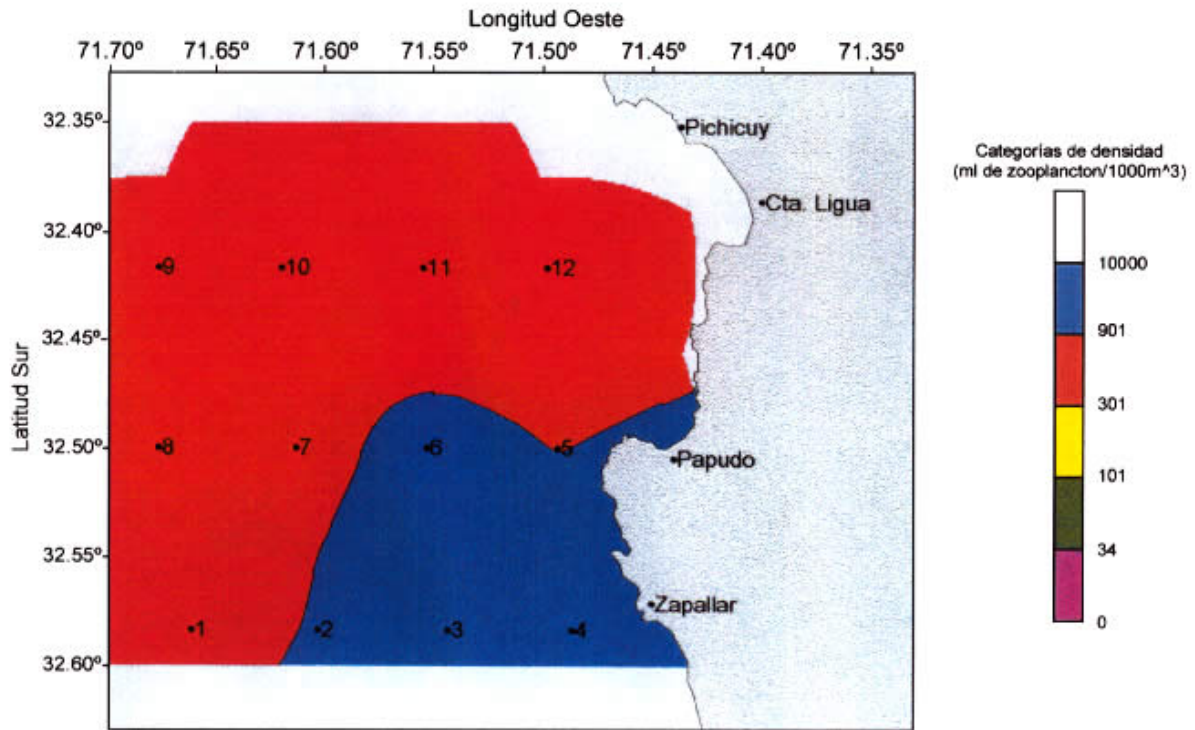 Longitud Oeste
71.70º 71.65º 71.60º 71.55º 71.50º 71.45º 71.40º 71.35º
Latitud Sur
32.35º
32.40º
32.45º
32.50º
32.55º
32.60º
Pichicuy
Cta. Ligua
9 10 11 12
8 7 6 5
Papudo
Zapallar
1 2 3 4
Categorías de densidad
(ml de zooplancton/1000m^3)
10000
901
301
101
34
0